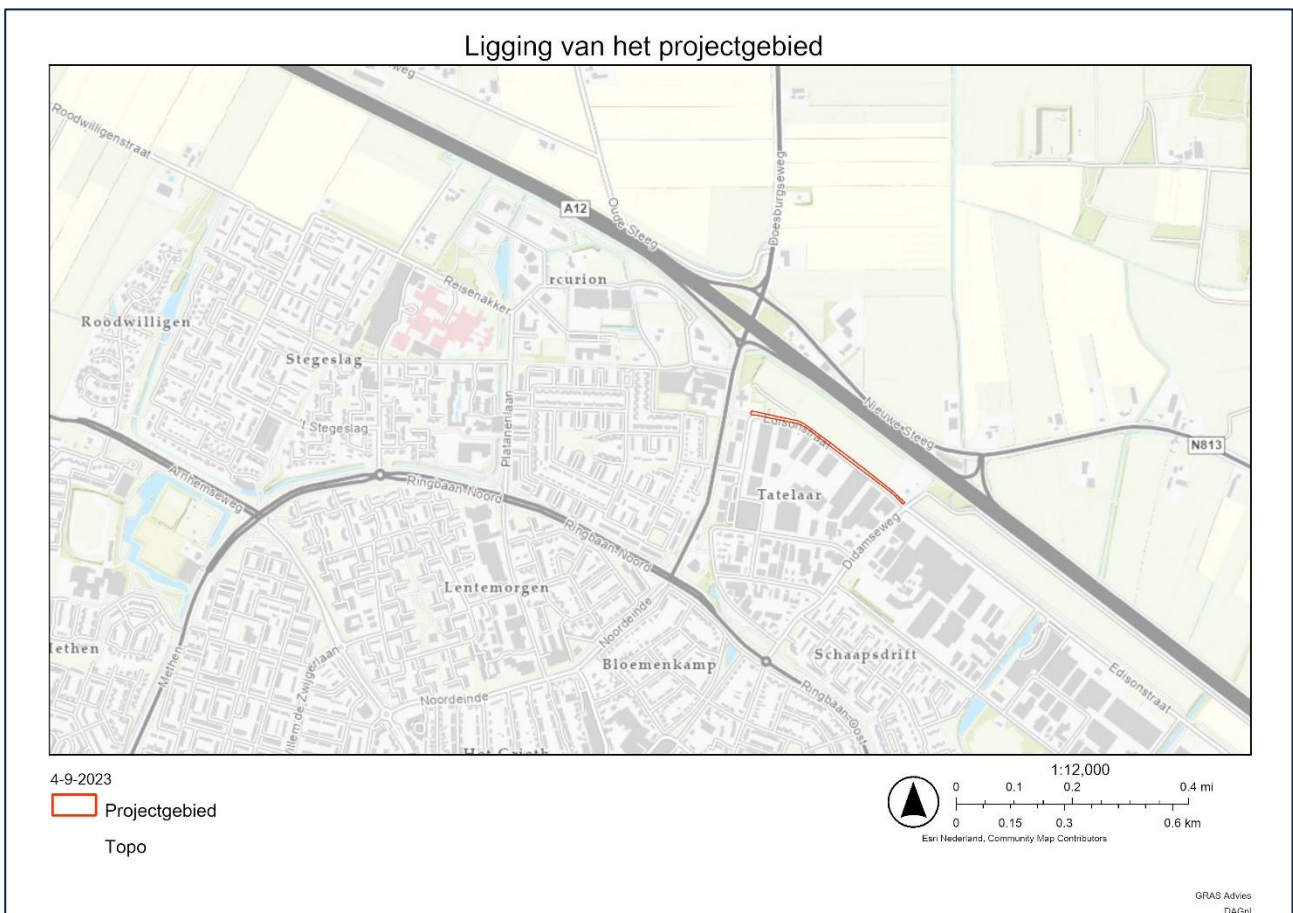 Ligging van het projectgebied
weg
Roodwilligenstraat
A12
Oude Steeg
Doesburgseweg
Reisenakker
rcurion
Roodwilligen
Stegeslag
't Stegeslag
Platanenlaan
Edisonstraat
Nieuwe Steeg
N813
Arnhemseweg
Ringbaan-Noord
Tatelaar
Didamseweg
Ringbaan-Noord
Lentemorgen
Noordeinde
Methen
Bloemenkamp
Schaapsdrift
Edisonstraat
Methen
Willem de Zwijgerlaan
Noordeinde
Ringbaan-Oost
Het Grieth
4-9-2023
Projectgebied
Topo
1:12,000
0 0.1 0.2 0.4 mi
0 0.15 0.3 0.6 km
Esri Nederland, Community Map Contributors
GRAS Advies
DAGnl